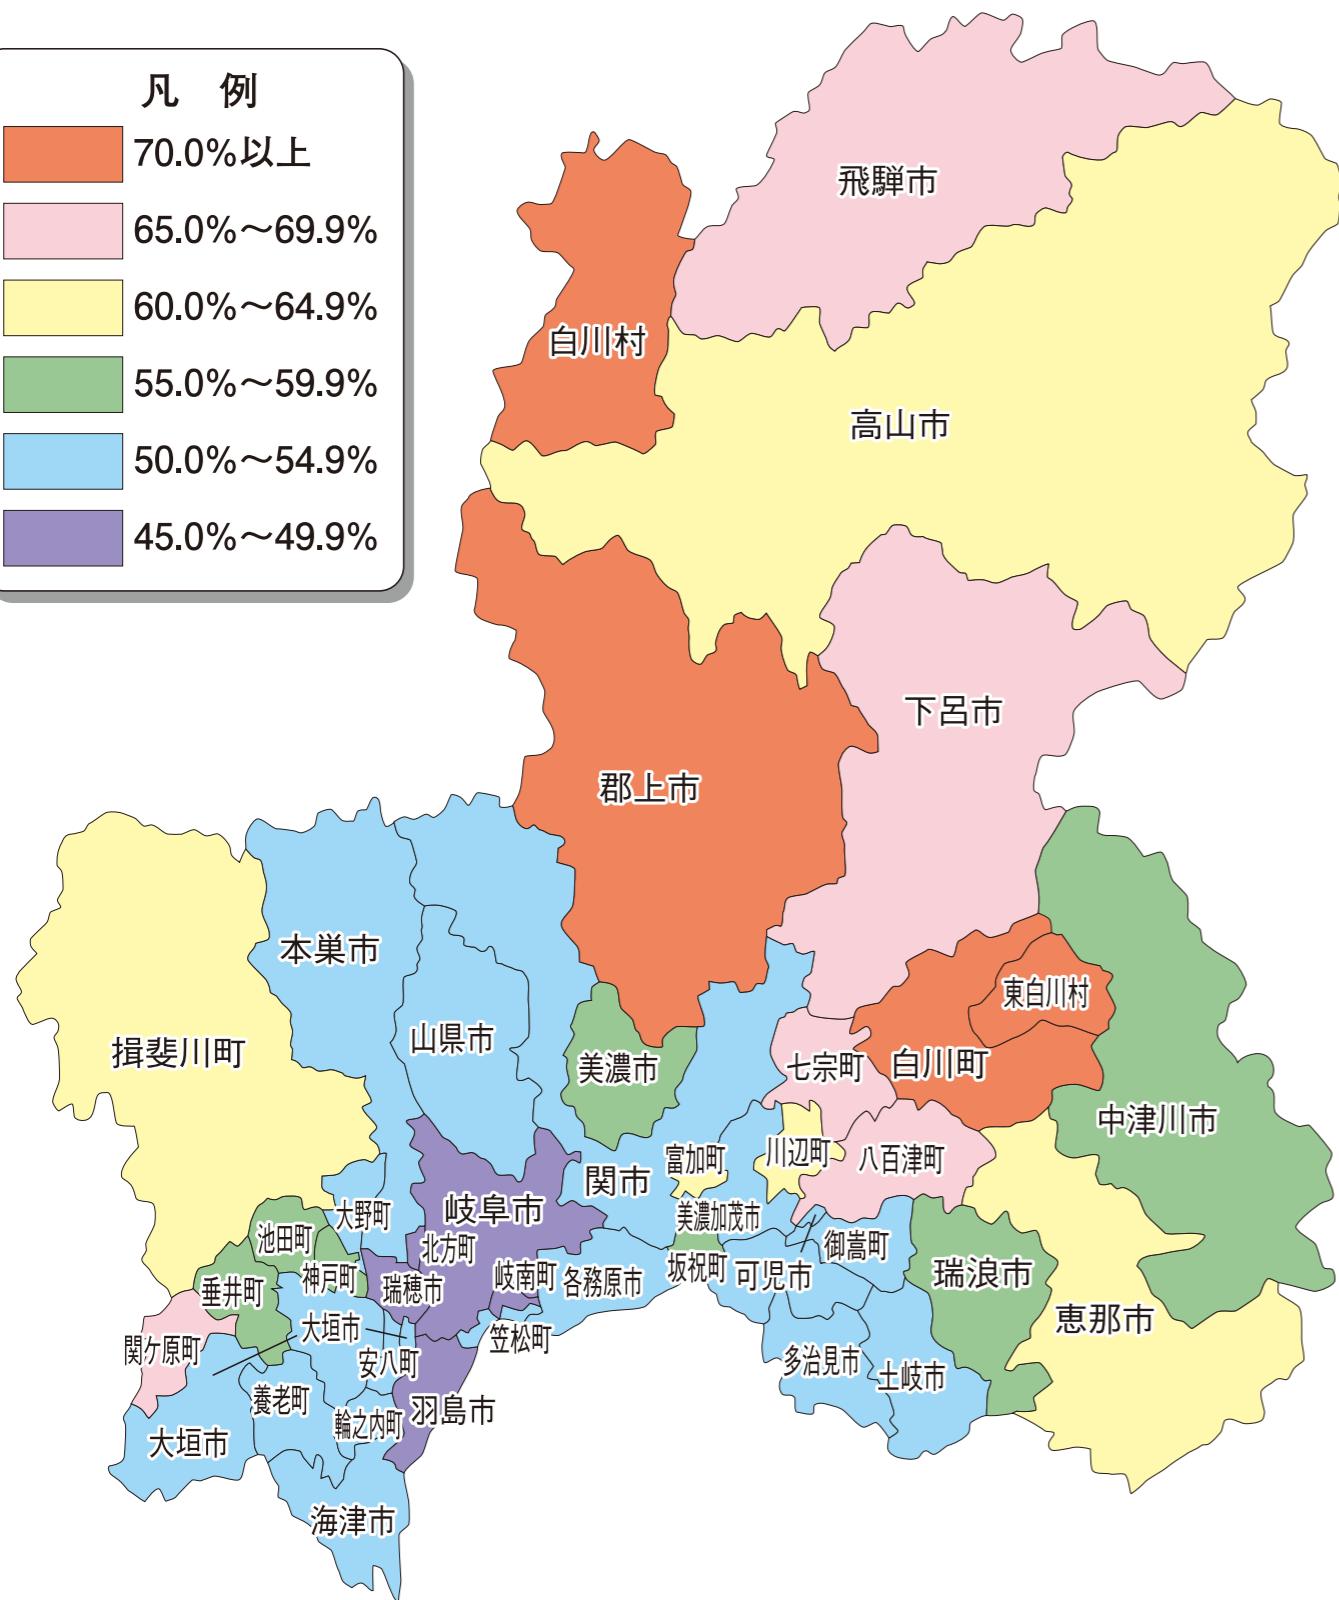 凡 例
70.0%以上
65.0%～69.9%
60.0%～64.9%
55.0%～59.9%
50.0%～54.9%
45.0%～49.9%
飛騨市
白川村
高山市
下呂市
郡上市
本巣市
東白川村
山県市
揖斐川町
美濃市
七宗町
白川町
中津川市
富加町
川辺町
八百津町
関市
大野町
岐阜市
美濃加茂市
池田町
北方町
御嵩町
神戸町
瑞穂市
岐南町
各務原市
坂祝町
可児市
瑞浪市
垂井町
大垣市
笠松町
恵那市
関ケ原町
安八町
多治見市
土岐市
養老町
輪之内町
羽島市
大垣市
海津市